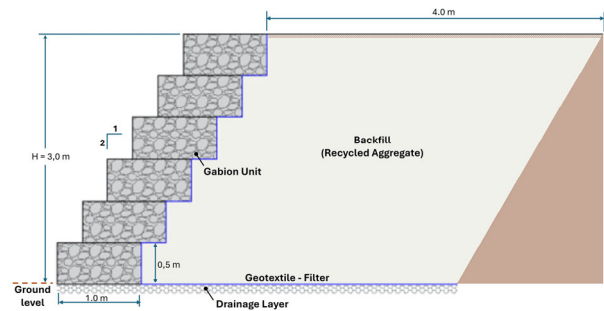 4.0 m
1
2
H = 3,0 m
Backfill
(Recycled Aggregate)
Gabion Unit
0,5 m
Geotextile - Filter
Ground
level
1.0 m
Drainage Layer